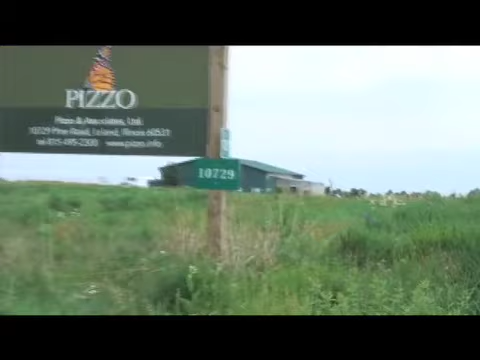 PIZZO
Pizzo & Associates, Ltd.
10729 Pine Road, Leland, Illinois 60531
tel 815-495-2300 www.pizzo.info
10729